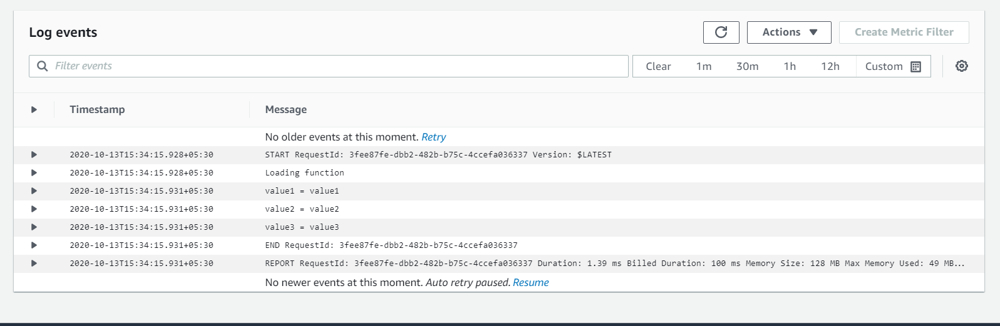 Log events
Actions
Create Metric Filter
Filter events
Clear 1m 30m 1h 12h Custom
Timestamp Message
No older events at this moment. Retry
2020-10-13T15:34:15.928+05:30 START RequestId: 3fee87fe-dbb2-482b-b75c-4ccefa036337 Version: $LATEST
2020-10-13T15:34:15.928+05:30 Loading function
2020-10-13T15:34:15.931+05:30 value1 = value1
2020-10-13T15:34:15.931+05:30 value2 = value2
2020-10-13T15:34:15.931+05:30 value3 = value3
2020-10-13T15:34:15.931+05:30 END RequestId: 3fee87fe-dbb2-482b-b75c-4ccefa036337
2020-10-13T15:34:15.931+05:30 REPORT RequestId: 3fee87fe-dbb2-482b-b75c-4ccefa036337 Duration: 1.39 ms Billed Duration: 100 ms Memory Size: 128 MB Max Memory Used: 49 MB...
No newer events at this moment. Auto retry paused. Resume